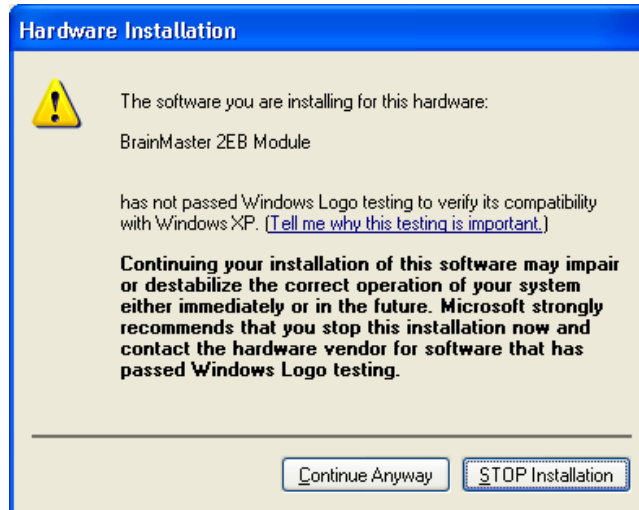 Hardware Installation
The software you are installing for this hardware:
BrainMaster 2EB Module
has not passed Windows Logo testing to verify its compatibility
with Windows XP. (Tell me why this testing is important.)
Continuing your installation of this software may impair
or destabilize the correct operation of your system
either immediately or in the future. Microsoft strongly
recommends that you stop this installation now and
contact the hardware vendor for software that has
passed Windows Logo testing.
Continue Anyway STOP Installation